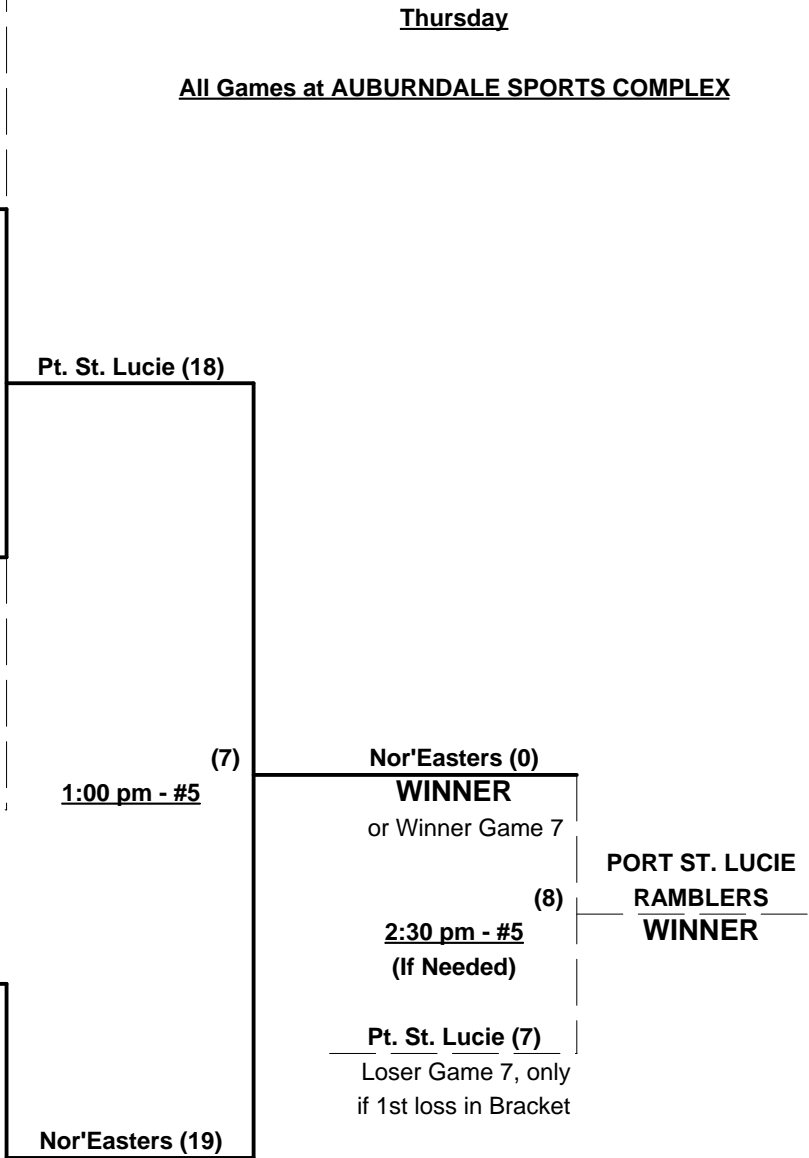 Thursday
All Games at AUBURNDALE SPORTS COMPLEX
Pt. St. Lucie (18)
(7)
1:00 pm - #5
Nor'Easters (0)
WINNER
or Winner Game 7
PORT ST. LUCIE
RAMBLERS
WINNER
(8)
2:30 pm - #5
(If Needed)
Pt. St. Lucie (7)
Loser Game 7, only
if 1st loss in Bracket
Nor'Easters (19)